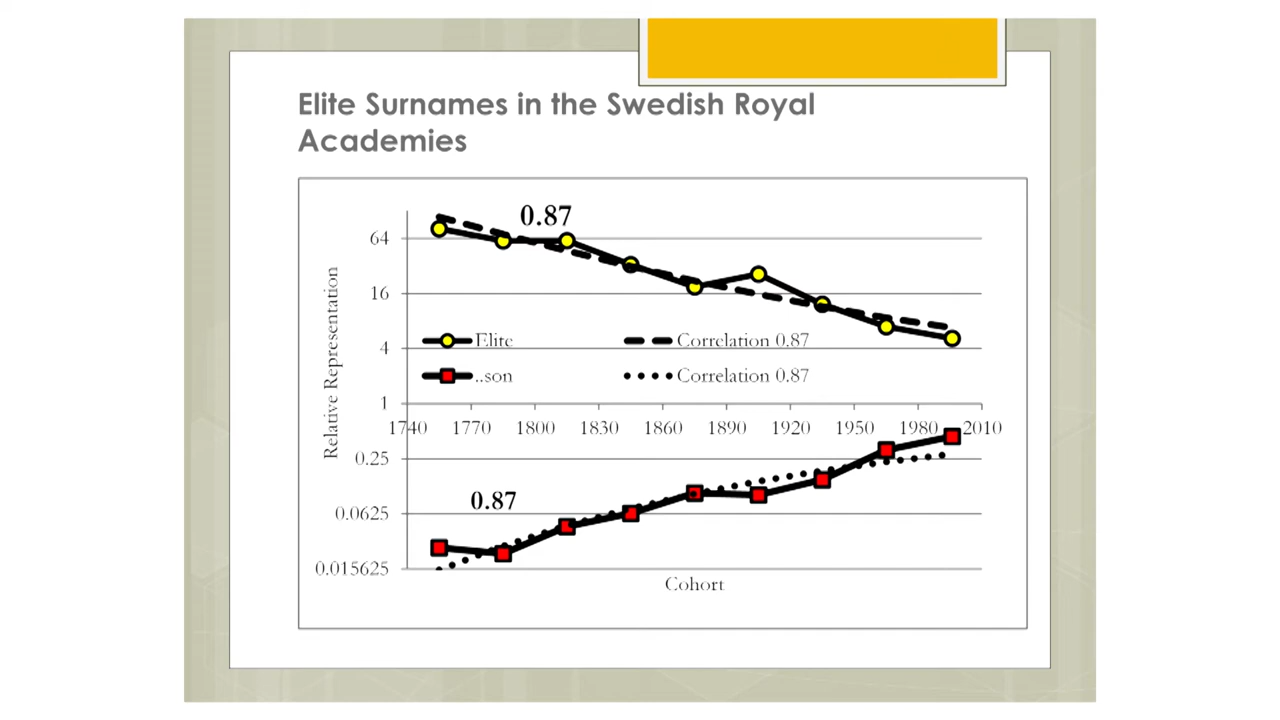 Elite Surnames in the Swedish Royal
Academies
0.87
64
16
Elite
Correlation 0.87
4
..son
Correlation 0.87
1
1740 1770 1800 1830 1860 1890 1920 1950 1980 2010
0.25
0.87
0.0625
0.015625
Relative Representation
Cohort